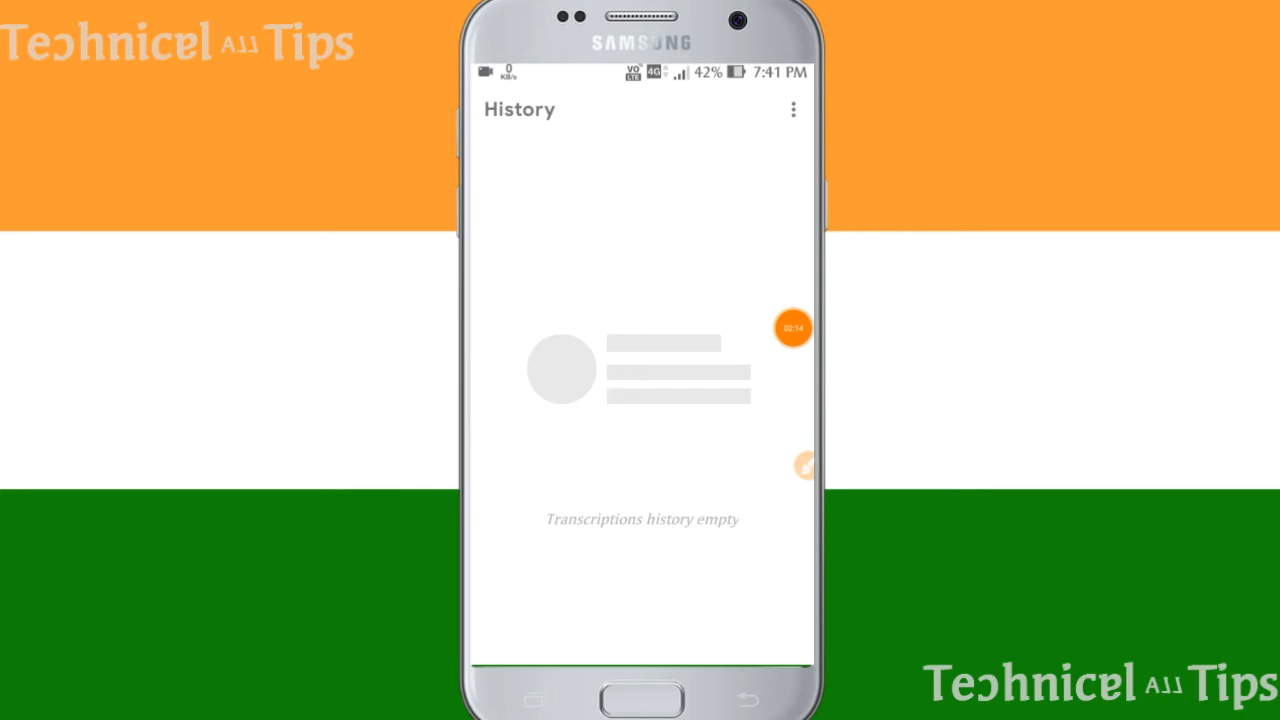 Technical ALL Tips
SAMSUNG
0
KB/s
VO
LTE
4G
42%
7:41 PM
History
02:14
Transcriptions history empty
Technical ALL Tips